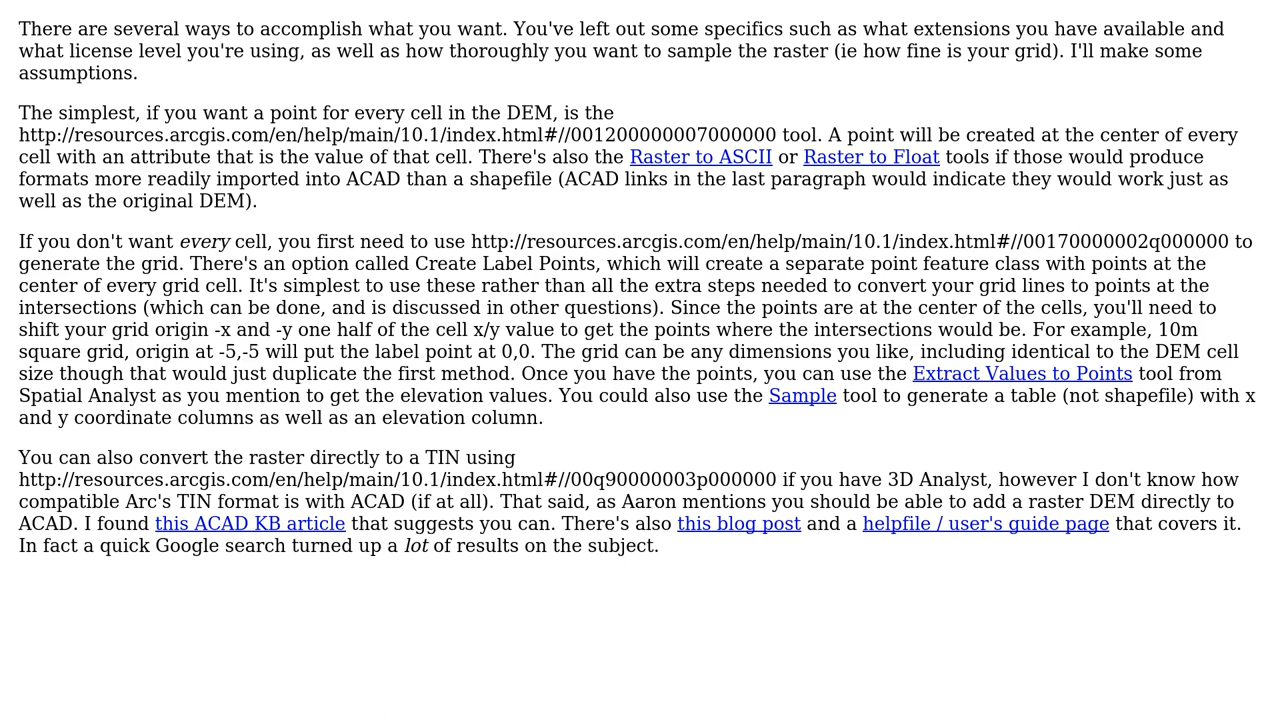 There are several ways to accomplish what you want. You've left out some specifics such as what extensions you have available and
what license level you're using, as well as how thoroughly you want to sample the raster (ie how fine is your grid). I'll make some
assumptions.
The simplest, if you want a point for every cell in the DEM, is the
http://resources.arcgis.com/en/help/main/10.1/index.html#//001200000007000000 tool. A point will be created at the center of every
cell with an attribute that is the value of that cell. There's also the Raster to ASCII or Raster to Float tools if those would produce
formats more readily imported into ACAD than a shapefile (ACAD links in the last paragraph would indicate they would work just as
well as the original DEM).
If you don't want every cell, you first need to use http://resources.arcgis.com/en/help/main/10.1/index.html#//00170000002q000000 to
generate the grid. There's an option called Create Label Points, which will create a separate point feature class with points at the
center of every grid cell. It's simplest to use these rather than all the extra steps needed to convert your grid lines to points at the
intersections (which can be done, and is discussed in other questions). Since the points are at the center of the cells, you'll need to
shift your grid origin -x and -y one half of the cell x/y value to get the points where the intersections would be. For example, 10m
square grid, origin at -5,-5 will put the label point at 0,0. The grid can be any dimensions you like, including identical to the DEM cell
size though that would just duplicate the first method. Once you have the points, you can use the Extract Values to Points tool from
Spatial Analyst as you mention to get the elevation values. You could also use the Sample tool to generate a table (not shapefile) with x
and y coordinate columns as well as an elevation column.
You can also convert the raster directly to a TIN using
http://resources.arcgis.com/en/help/main/10.1/index.html#//00q90000003p000000 if you have 3D Analyst, however I don't know how
compatible Arc's TIN format is with ACAD (if at all). That said, as Aaron mentions you should be able to add a raster DEM directly to
ACAD. I found this ACAD KB article that suggests you can. There's also this blog post and a helpfile / user's guide page that covers it.
In fact a quick Google search turned up a lot of results on the subject.